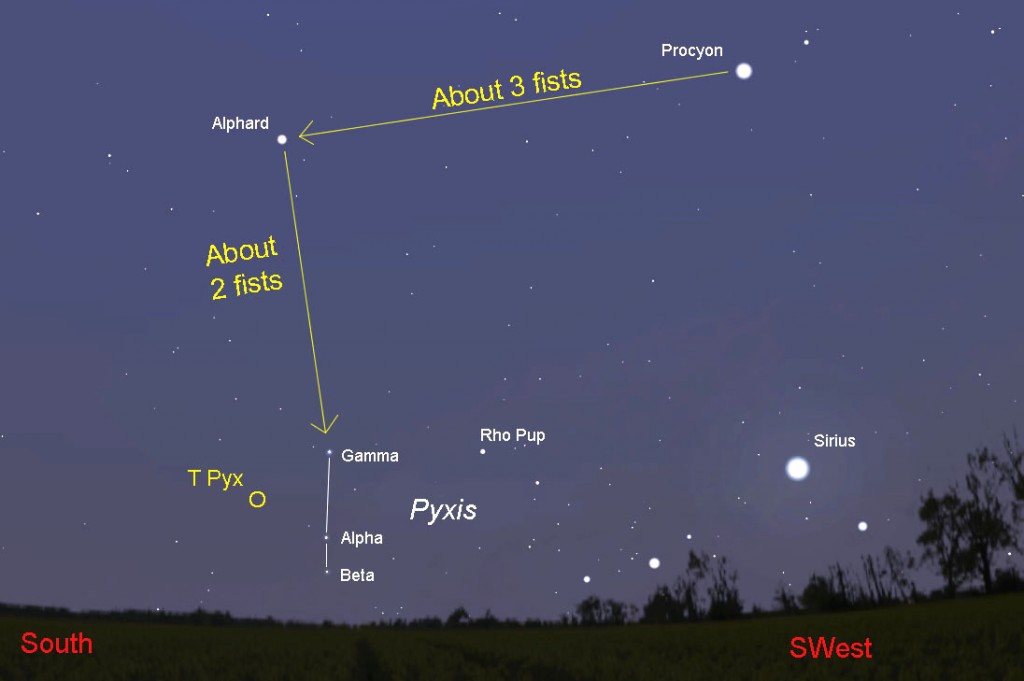 Procyon
About 3 fists
Alphard
About
2 fists
Rho Pup
Sirius
Gamma
T Pyx
Pyxis
Alpha
Beta
South
SWest